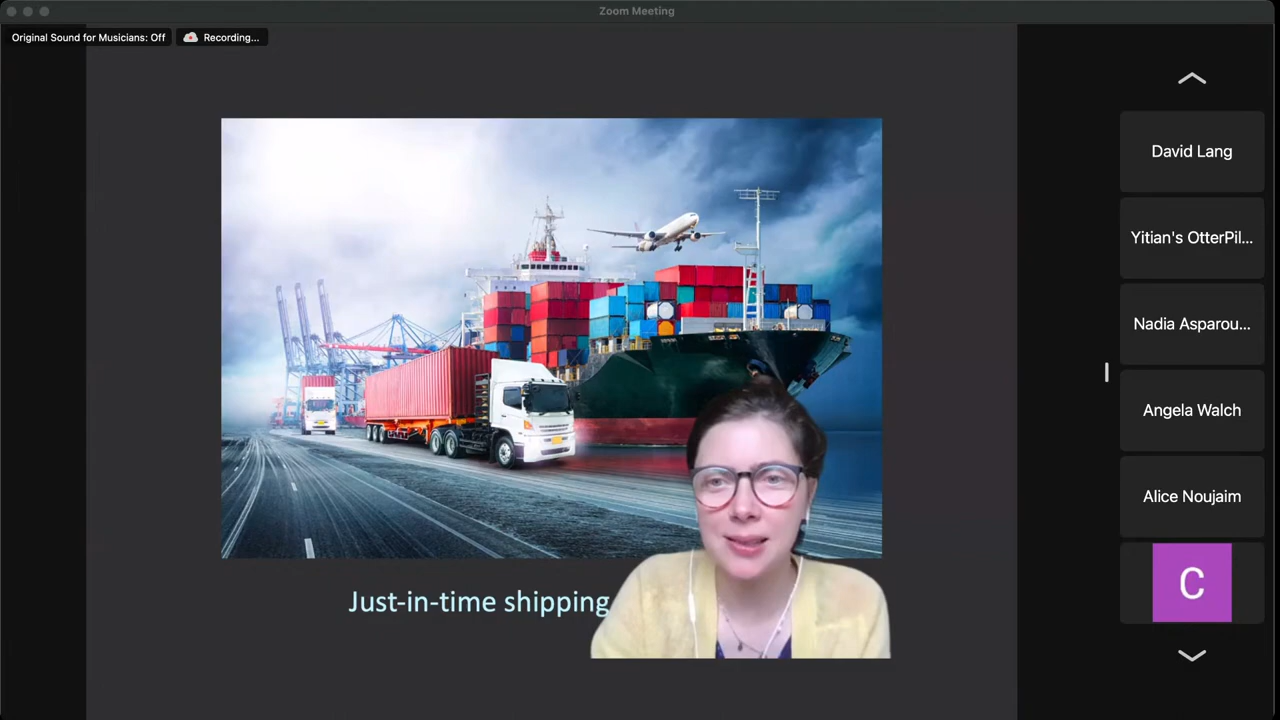 Zoom Meeting
Original Sound for Musicians: Off
Recording...
David Lang
Yitian's OtterPil...
Nadia Asparou...
Angela Walch
Alice Noujaim
C
Just-in-time shipping